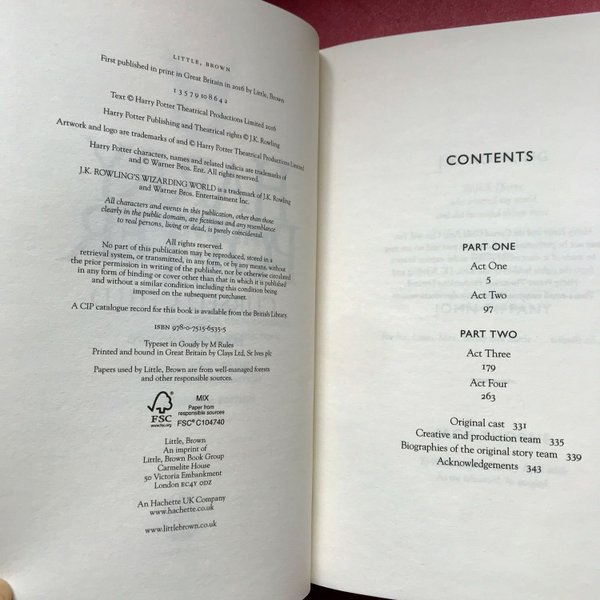 LITTLE, BROWN
First published in print in Great Britain in 2016 by Little, Brown
1 3 5 7 9 10 8 6 4 2
Text © Harry Potter Theatrical Productions Limited 2016
Harry Potter Publishing and Theatrical rights © J.K. Rowling
Artwork and logo are trademarks of and © Harry Potter Theatrical Productions Limited
Harry Potter characters, names and related indicia are trademarks of
and © Warner Bros. Ent. All rights reserved.
J.K. ROWLING'S WIZARDING WORLD is a trademark of J.K. Rowling
and Warner Bros. Entertainment Inc.
All characters and events in this publication, other than those
clearly in the public domain, are fictitious and any resemblance
to real persons, living or dead, is purely coincidental.
All rights reserved.
No part of this publication may be reproduced, stored in a
retrieval system, or transmitted, in any form, or by any means, without
the prior permission in writing of the publisher, nor be otherwise circulated
in any form of binding or cover other than that in which it is published
and without a similar condition including this condition being
imposed on the subsequent purchaser.
A CIP catalogue record for this book is available from the British Library.
ISBN 978-0-7515-6535-5
Typeset in Goudy by M Rules
Printed and bound in Great Britain by Clays Ltd, St Ives plc
Papers used by Little, Brown are from well-managed forests
and other responsible sources.
FSC
www.fsc.org
MIX
Paper from
responsible sources
FSC® C104740
Little, Brown
An imprint of
Little, Brown Book Group
Carmelite House
50 Victoria Embankment
London EC4Y 0DZ
An Hachette UK Company
www.hachette.co.uk
www.littlebrown.co.uk
CONTENTS
PART ONE
Act One
5
Act Two
97
PART TWO
Act Three
179
Act Four
263
Original cast 331
Creative and production team 335
Biographies of the original story team 339
Acknowledgements 343